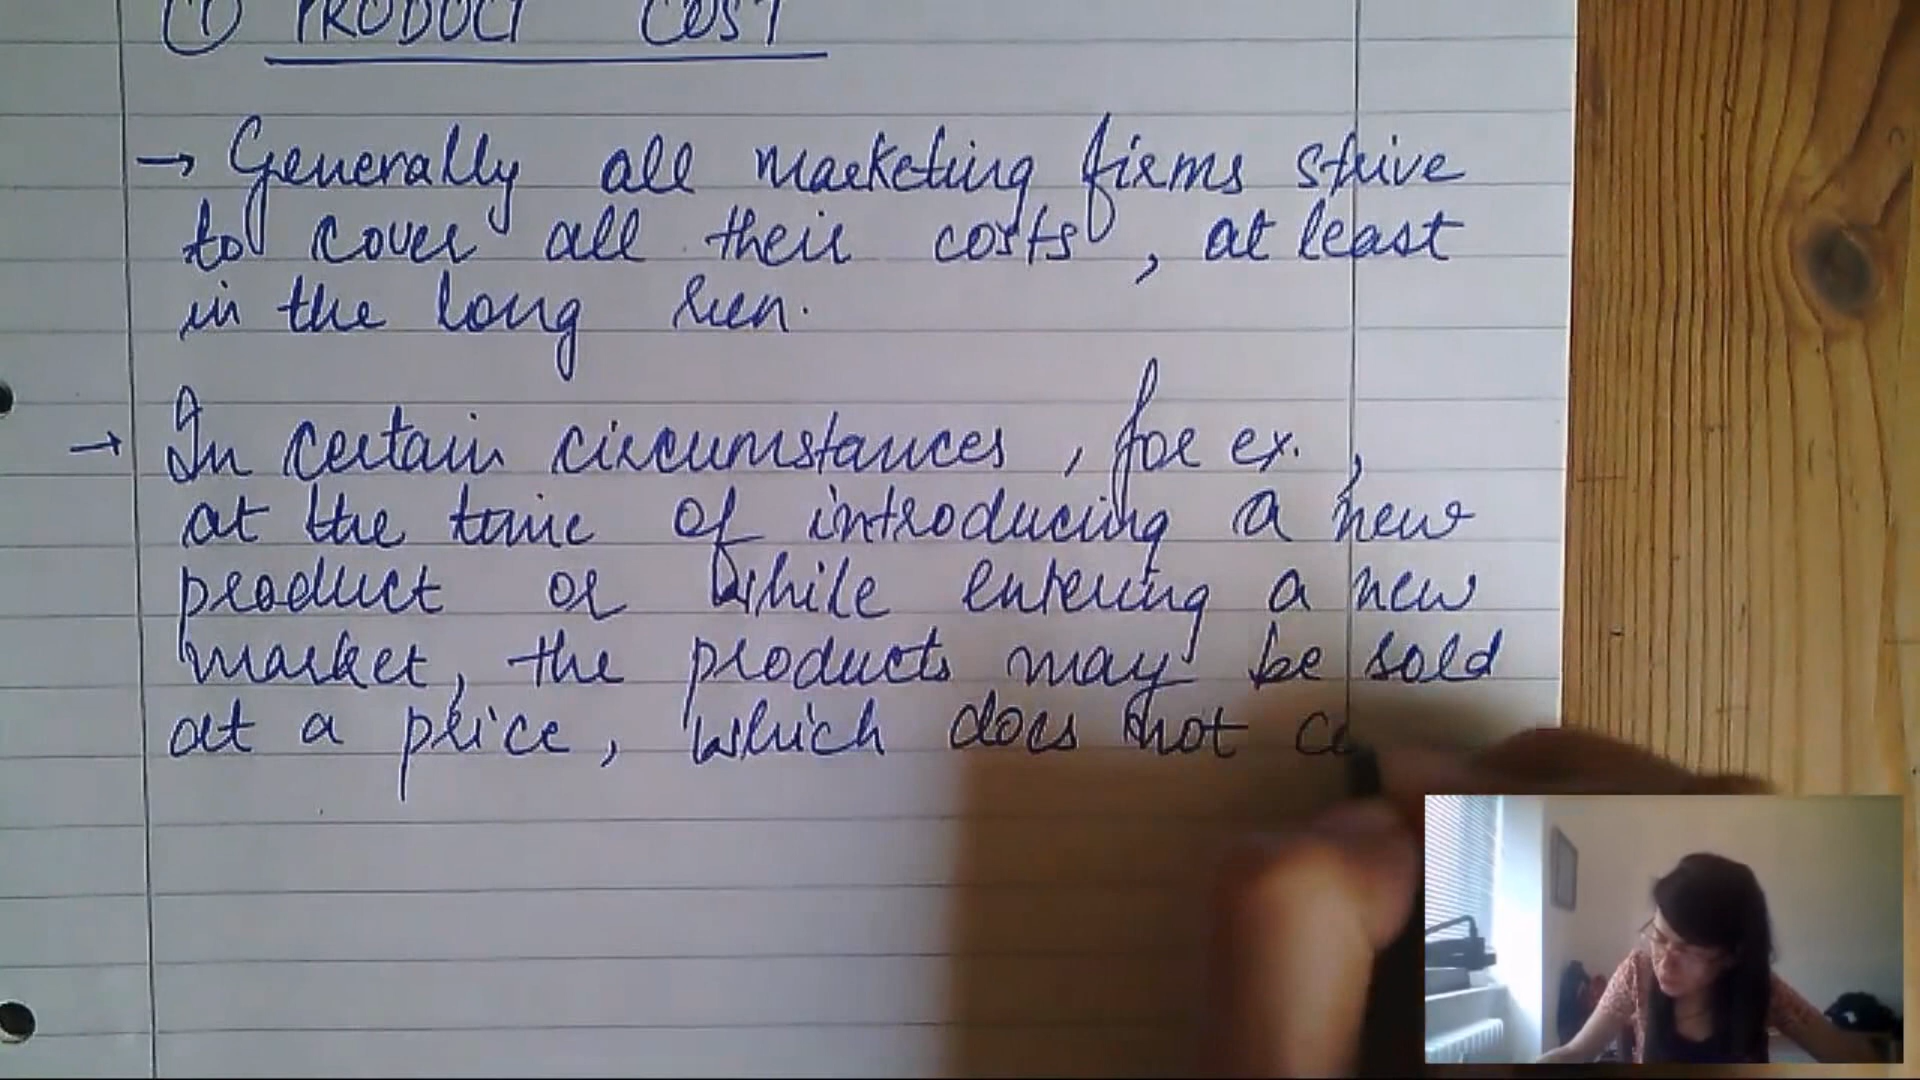 ① PRODUCT COST
→ Generally all marketing firms strive
to cover all their costs, at least
in the long run.
→ In certain circumstances, for ex.,
at the time of introducing a new
product or while entering a new
market, the products may be sold
at a price, which does not